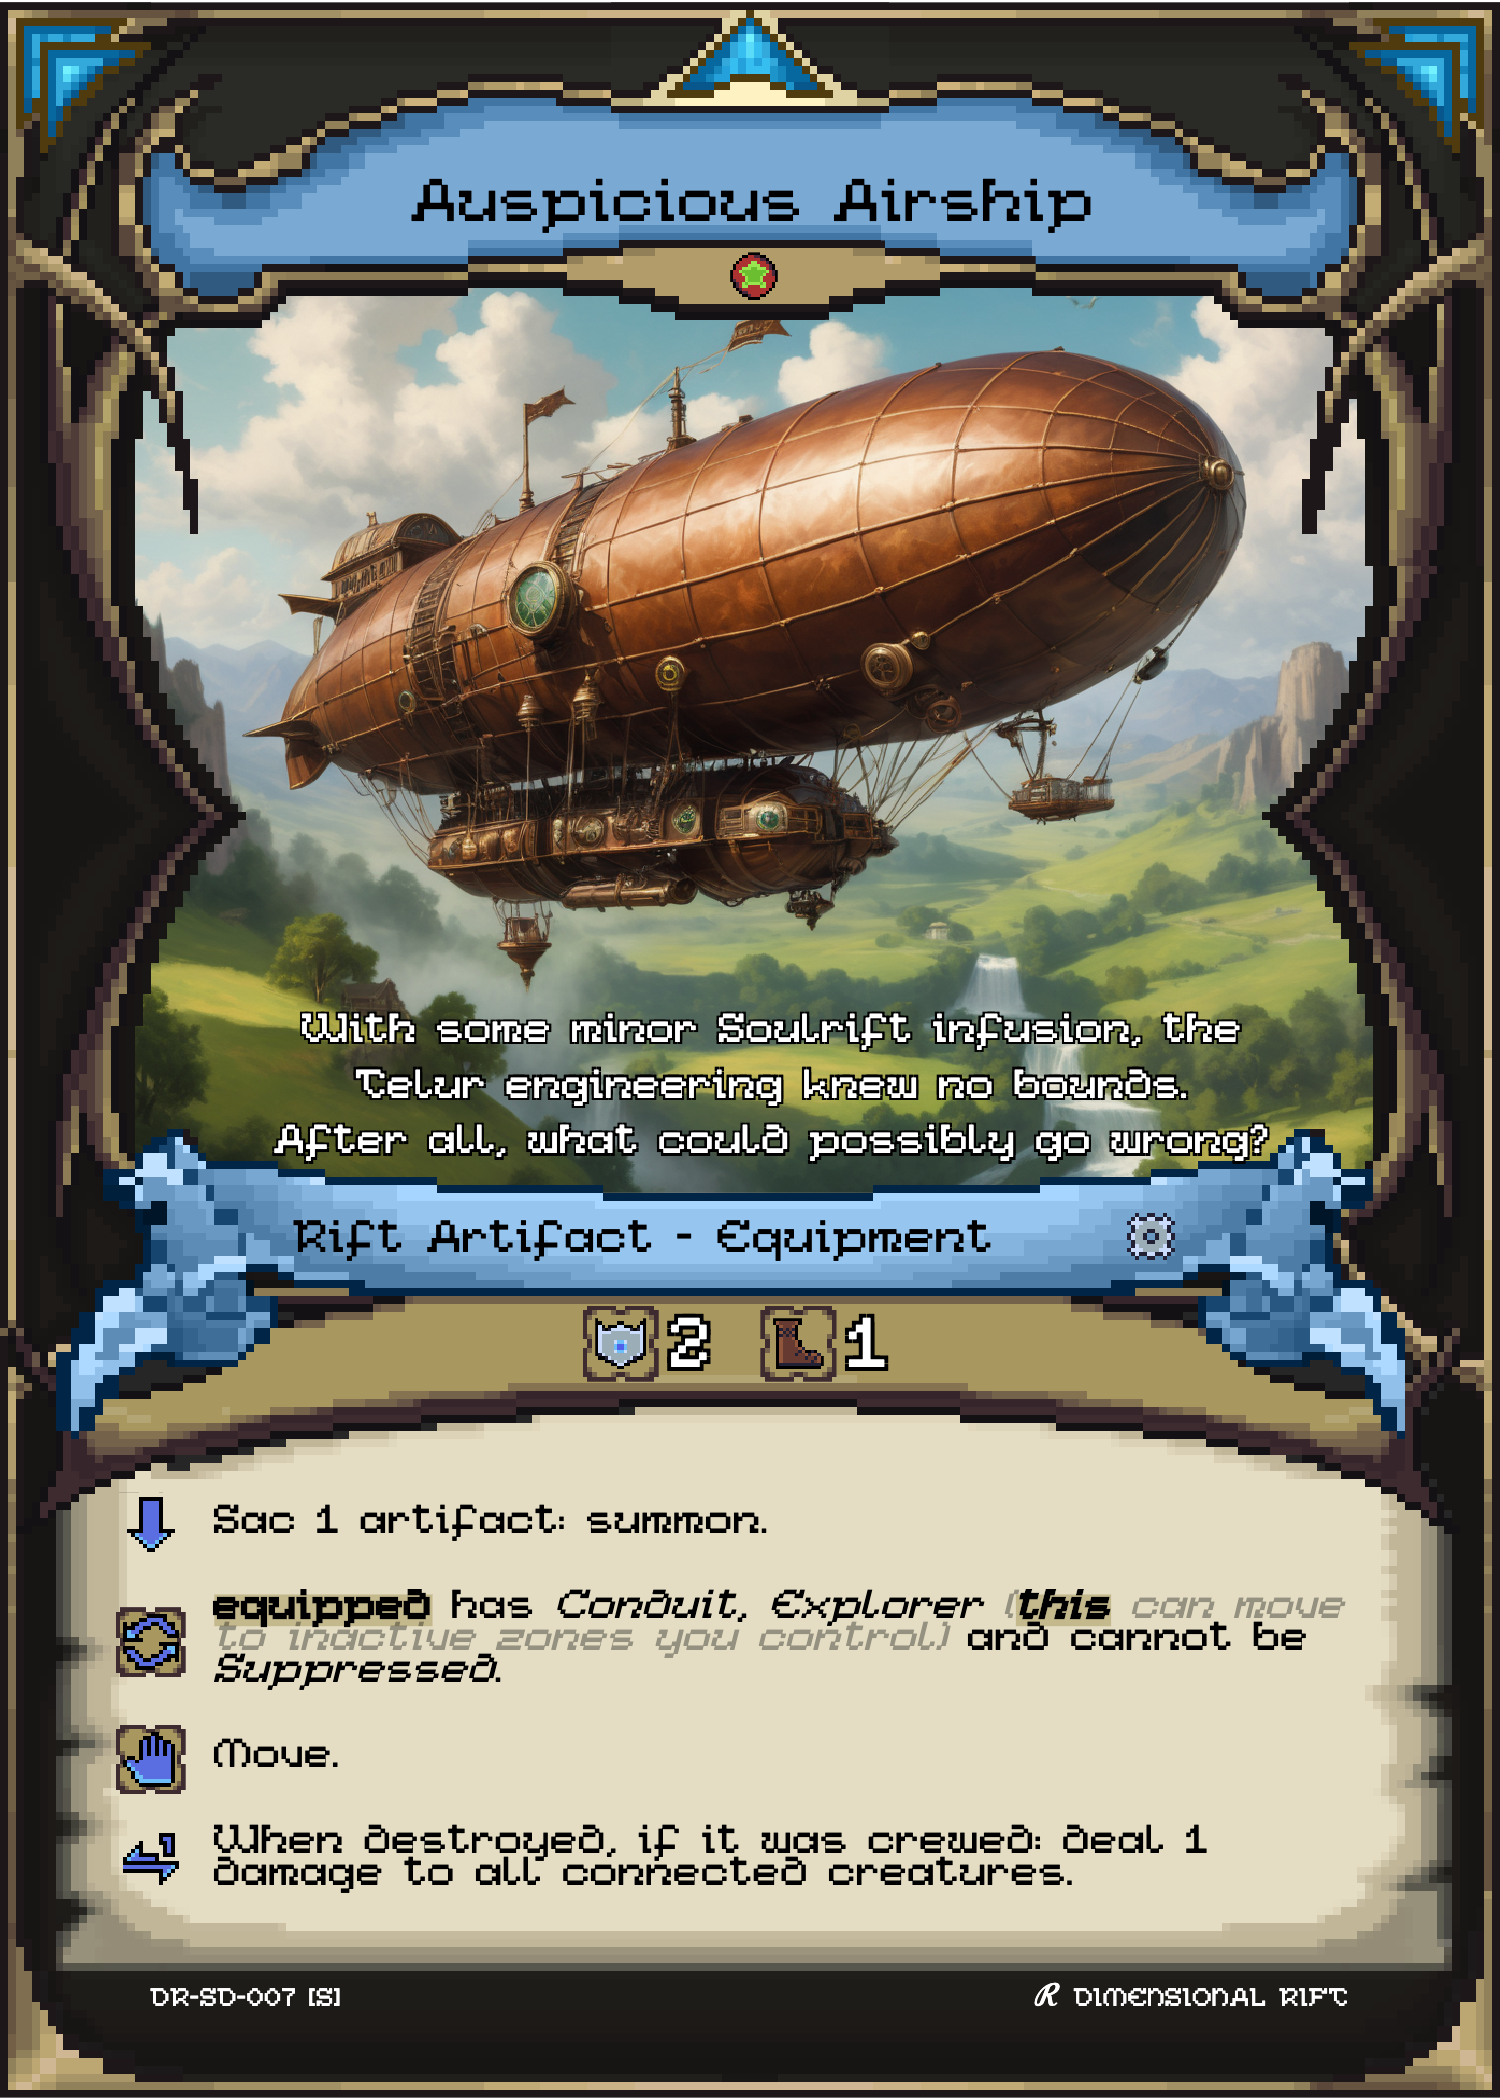 Auspicious Airship
With some minor Soulrift infusion, the
Telur engineering knew no bounds.
After all, what could possibly go wrong?
Rift Artifact - Equipment
2 1
Sac 1 artifact: summon.
equipped has Conduit, Explorer (this can move
to inactive zones you control) and cannot be
Suppressed.
Move.
When destroyed, if it was crewed: deal 1
damage to all connected creatures.
DR-SD-007 [S]
R DIMENSIONAL RIFT